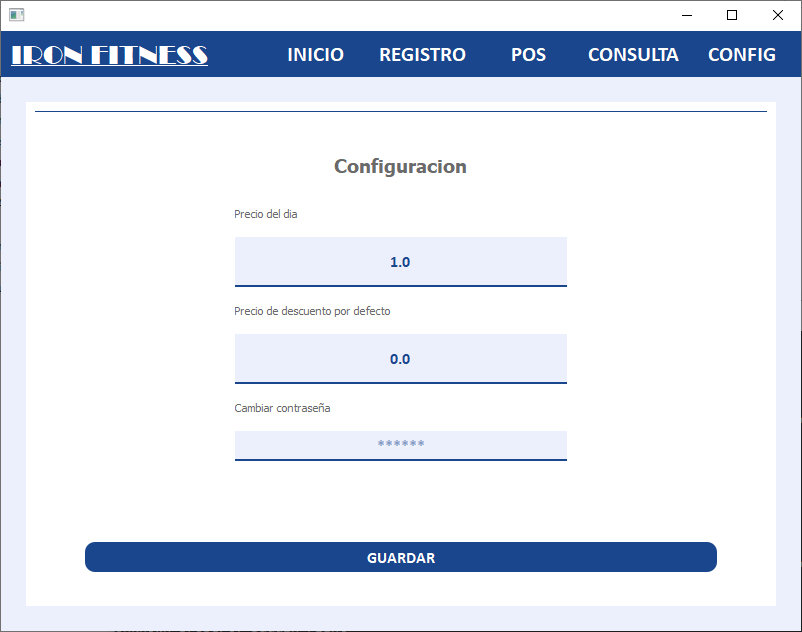 IRON FITNESS INICIO REGISTRO POS CONSULTA CONFIG
Configuracion
Precio del dia
1.0
Precio de descuento por defecto
0.0
Cambiar contraseña
******
GUARDAR